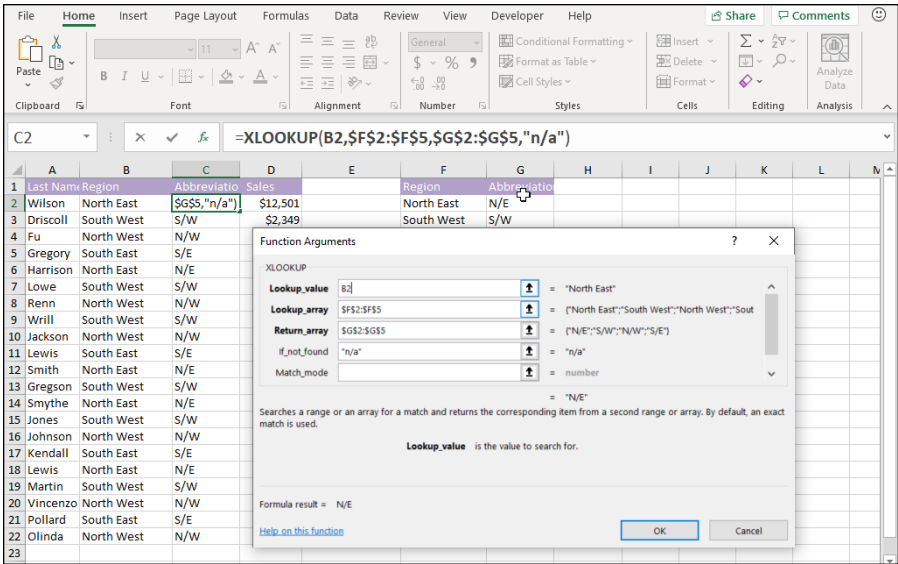 File Home Insert Page Layout Formulas Data Review View Developer Help Share Comments
11 A A General Conditional Formatting Insert
Paste B I U A $ % 9 Format as Table Delete Analyze
Cell Styles Format Data
Clipboard Font Alignment Number Styles Cells Editing Analysis
C2 fx =XLOOKUP(B2,$F$2:$F$5,$G$2:$G$5,"n/a")
A B C D E F G H I J K L M
1 Last Name Region Abbreviatio Sales Region Abbreviatio
2 Wilson North East $G$5,"n/a") $12,501 North East N/E
3 Driscoll South West S/W $2,349 South West S/W
4 Fu North West N/W
5 Gregory South East S/E
6 Harrison North East N/E
7 Lowe South West S/W
8 Renn North West N/W
9 Wrill South West S/W
10 Jackson North West N/W
11 Lewis South East S/E
12 Smith North East N/E
13 Gregson South West S/W
14 Smythe North East N/E
15 Jones South West S/W
16 Johnson North West N/W
17 Kendall South East S/E
18 Lewis North East N/E
19 Martin South West S/W
20 Vincenzo North West N/W
21 Pollard South East S/E
22 Olinda North West N/W
23
Function Arguments ? X
XLOOKUP
Lookup_value B2 = "North East"
Lookup_array $F$2:$F$5 = {"North East";"South West";"North West";"Sout
Return_array $G$2:$G$5 = {"N/E";"S/W";"N/W";"S/E"}
If_not_found "n/a" = "n/a"
Match_mode = number
= "N/E"
Searches a range or an array for a match and returns the corresponding item from a second range or array. By default, an exact
match is used.
Lookup_value is the value to search for.
Formula result = N/E
Help on this function OK Cancel